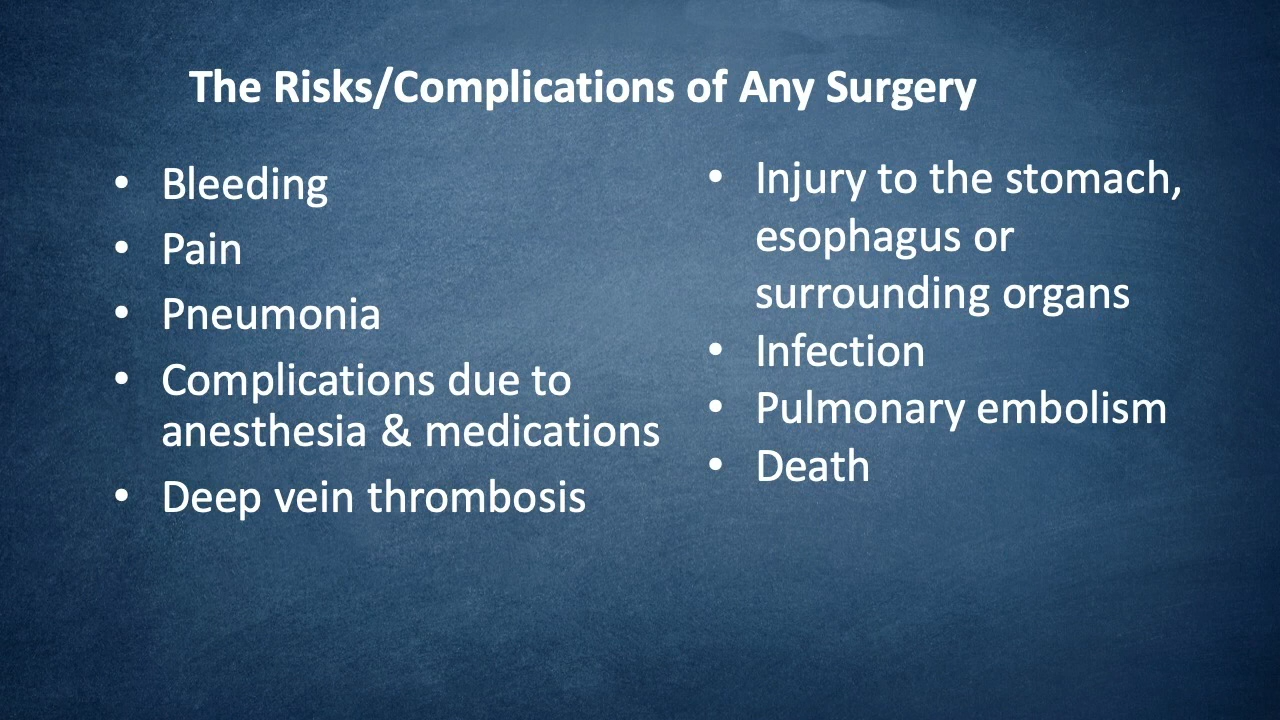 The Risks/Complications of Any Surgery
• Bleeding
• Pain
• Pneumonia
• Complications due to
anesthesia & medications
• Deep vein thrombosis
• Injury to the stomach,
esophagus or
surrounding organs
• Infection
• Pulmonary embolism
• Death